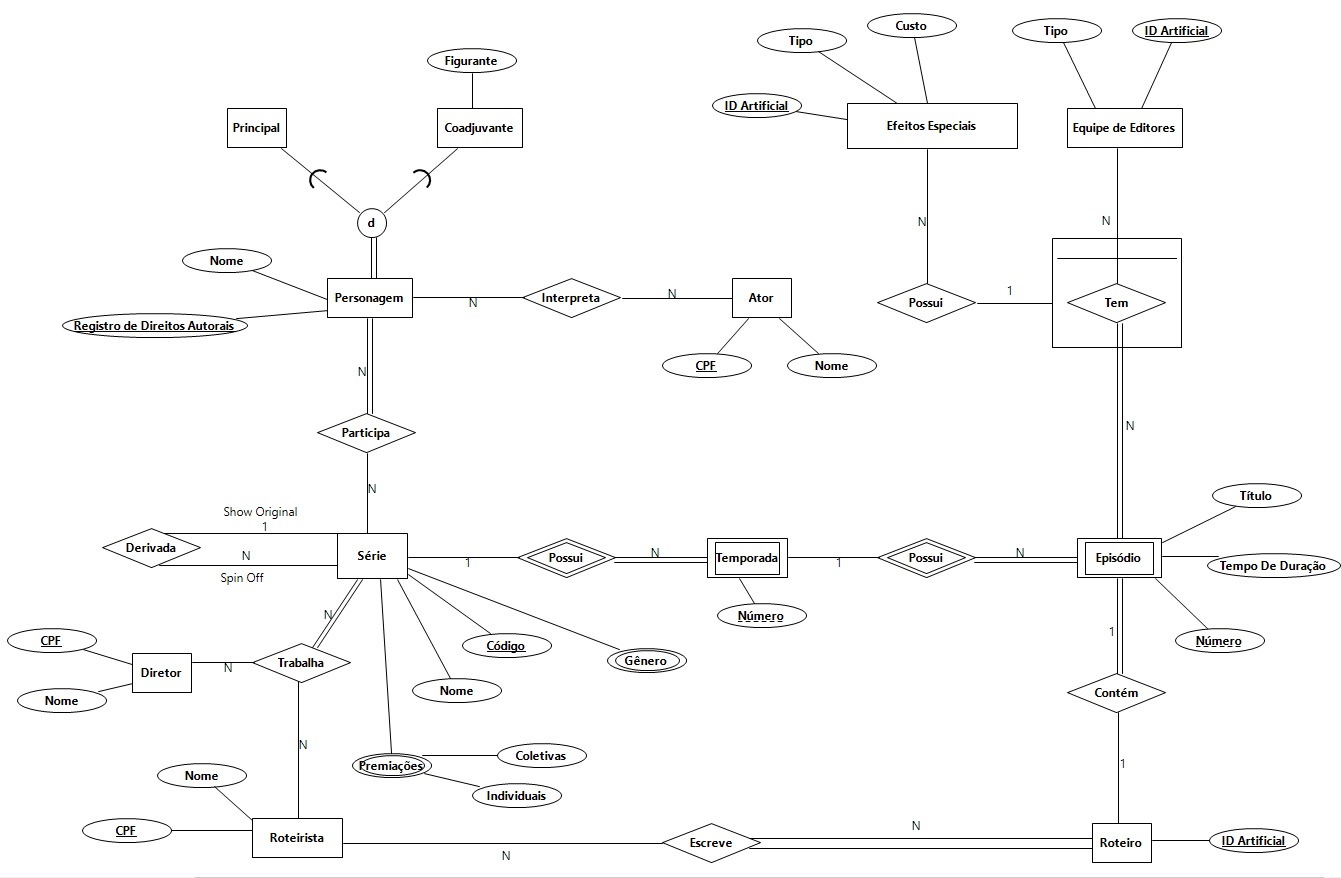 Custo
Tipo
Tipo
ID Artificial
Figurante
ID Artificial
Principal
Coadjuvante
Efeitos Especiais
Equipe de Editores
d
N
N
Nome
Personagem
N
Interpreta
N
Ator
Possui
1
Tem
Registro de Direitos Autorais
CPF
Nome
N
N
Participa
N
Título
Show Original
1
Derivada
N
Spin Off
Série
1
Possui
N
Temporada
1
Possui
N
Episódio
Tempo De Duração
N
Número
CPF
Código
1
Número
Diretor
N
Trabalha
Gênero
Nome
Nome
Contém
N
Coletivas
Premiações
1
Nome
Individuais
CPF
Roteirista
N
Escreve
N
Roteiro
ID Artificial